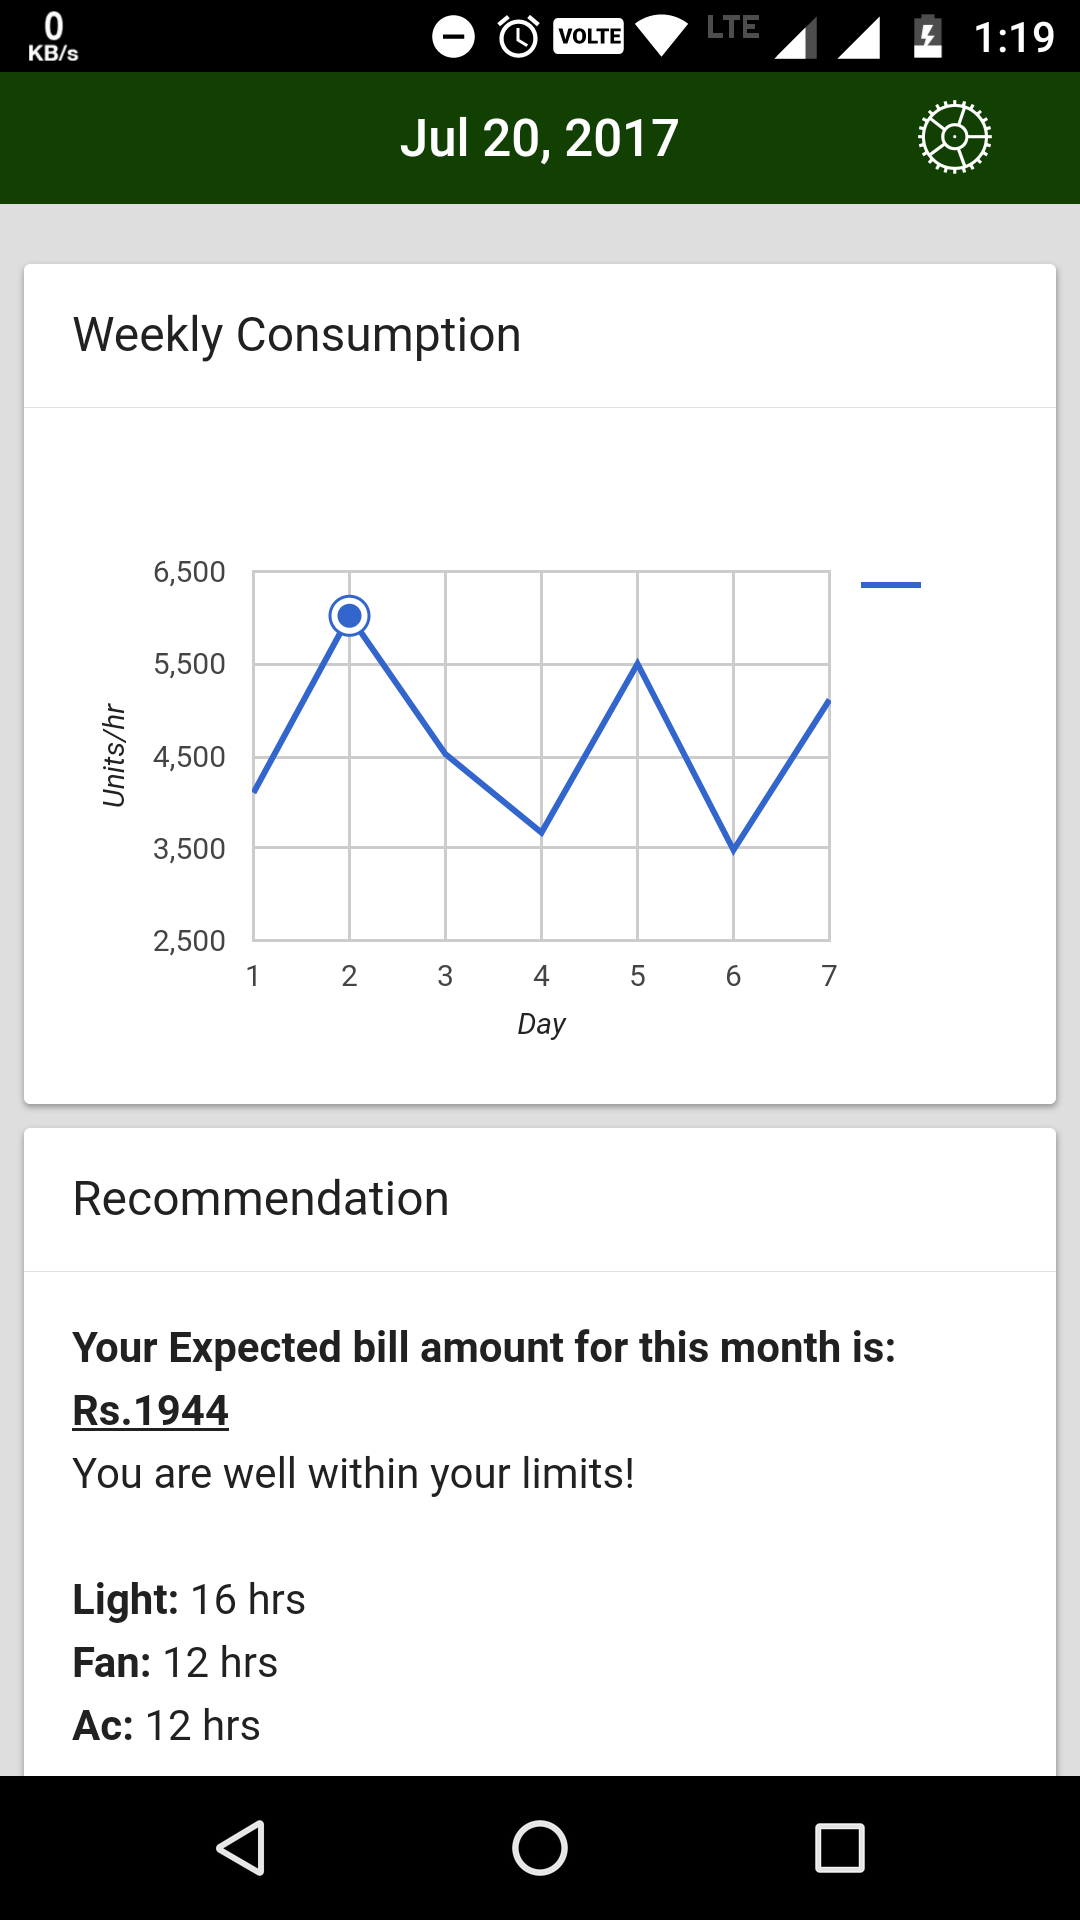 0
KB/s
VOLTE
LTE
1:19
Jul 20, 2017
Weekly Consumption
6,500
5,500
4,500
3,500
2,500
Units/hr
1 2 3 4 5 6 7
Day
Recommendation
Your Expected bill amount for this month is:
Rs.1944
You are well within your limits!
Light: 16 hrs
Fan: 12 hrs
Ac: 12 hrs